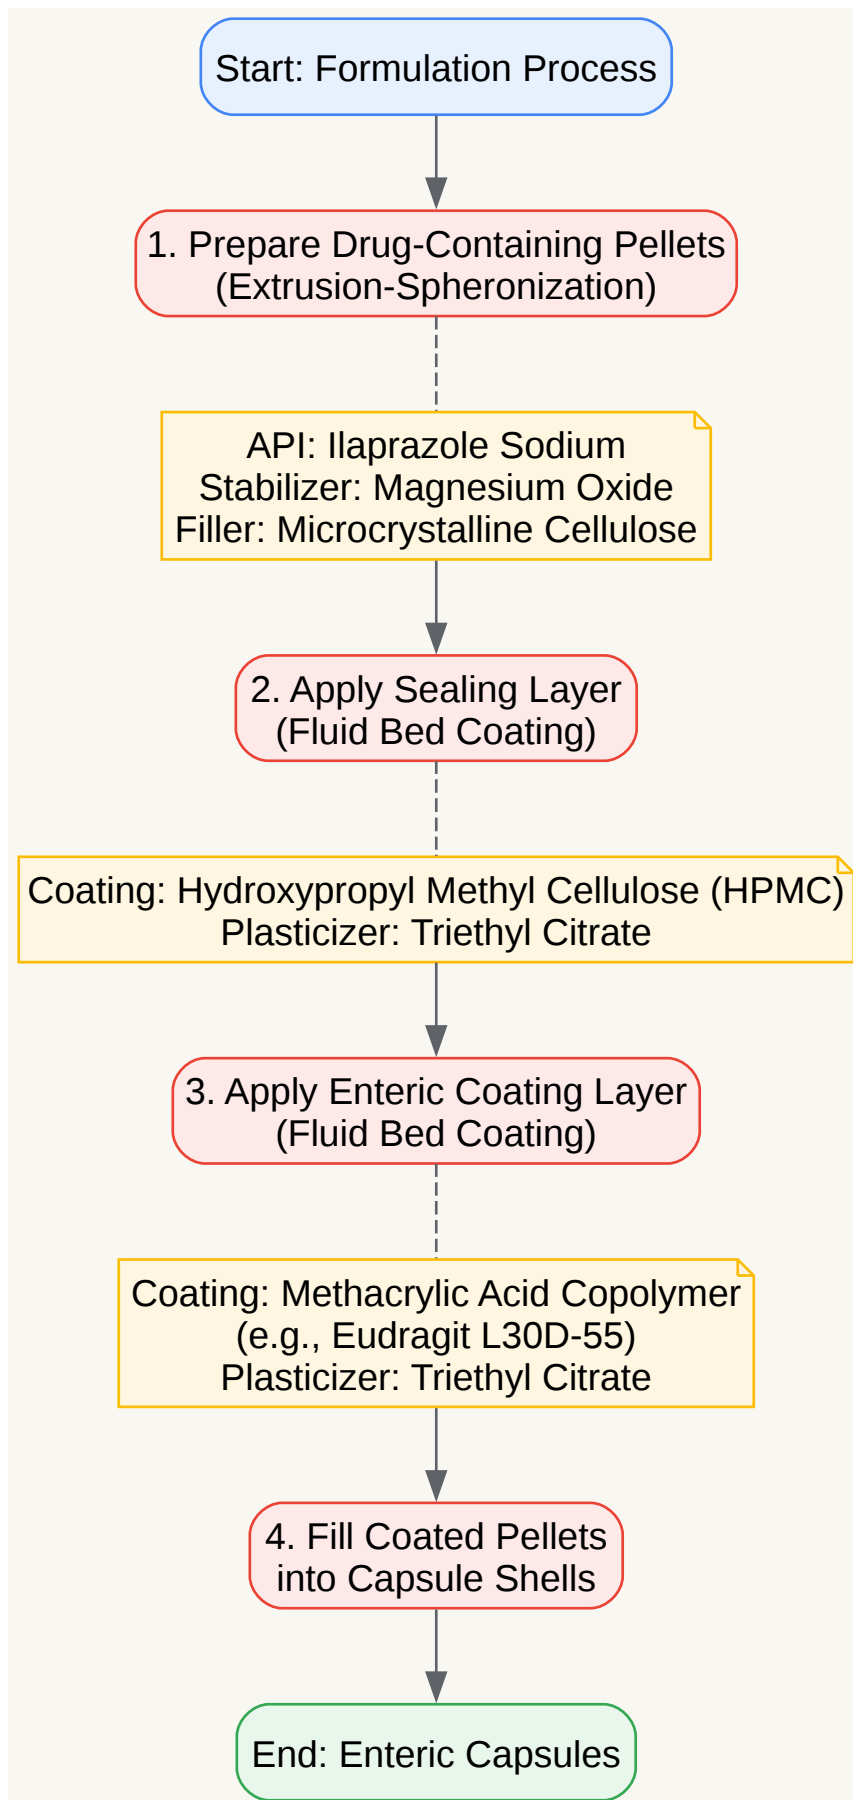 Start: Formulation Process
1. Prepare Drug-Containing Pellets
(Extrusion-Spheronization)
API: Ilaprazole Sodium
Stabilizer: Magnesium Oxide
Filler: Microcrystalline Cellulose
2. Apply Sealing Layer
(Fluid Bed Coating)
Coating: Hydroxypropyl Methyl Cellulose (HPMC)
Plasticizer: Triethyl Citrate
3. Apply Enteric Coating Layer
(Fluid Bed Coating)
Coating: Methacrylic Acid Copolymer
(e.g., Eudragit L30D-55)
Plasticizer: Triethyl Citrate
4. Fill Coated Pellets
into Capsule Shells
End: Enteric Capsules